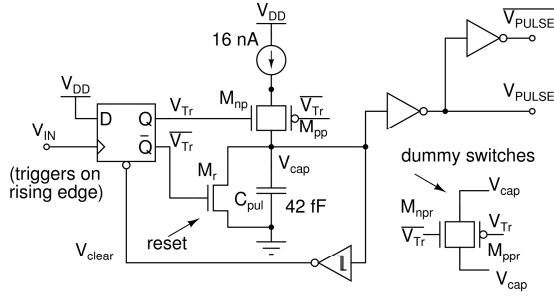 V_DD
16 nA
V_PULSE
V_DD
V_Tr
M_np
V_Tr
M_pp
V_PULSE
D Q
Q
V_IN
V_Tr
M_r
V_cap
(triggers on
rising edge)
C_pul
42 fF
dummy switches
V_cap
reset
M_npr
V_Tr
V_Tr
M_ppr
V_clear
V_cap